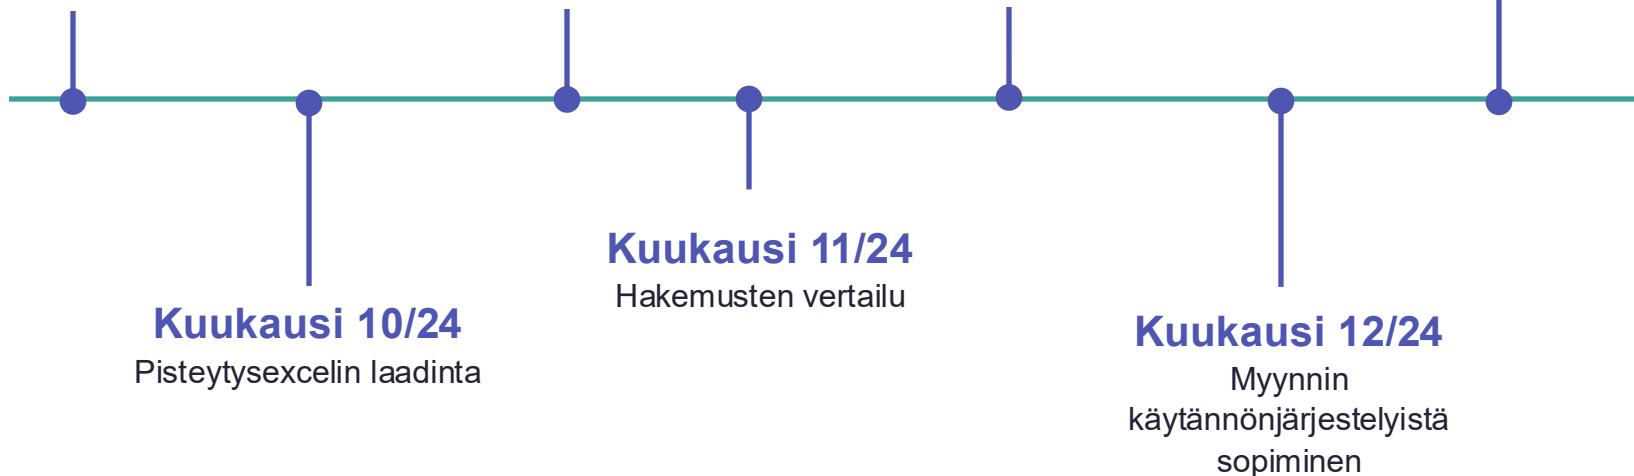 Kuukausi 10/24
Pisteytysexcelin laadinta
Kuukausi 11/24
Hakemusten vertailu
Kuukausi 12/24
Myynnin
käytännönjärjestelyistä
sopiminen